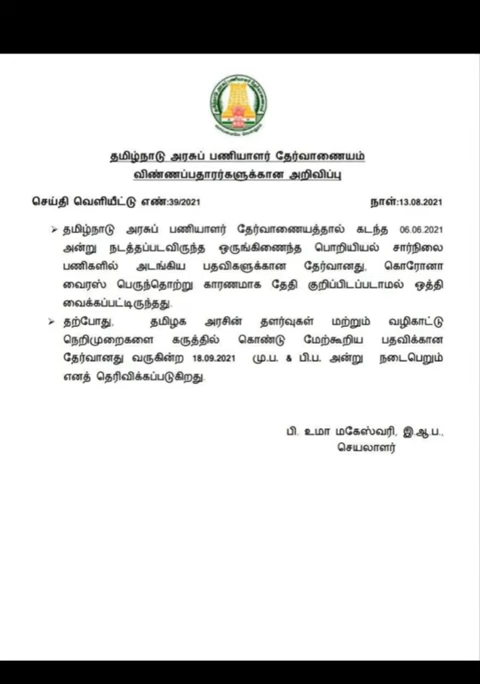 தமிழ்நாடு அரசுப் பணியாளர் தேர்வாணையம்
விண்ணப்பதாரர்களுக்கான அறிவிப்பு
செய்தி வெளியீட்டு எண்:39/2021 நாள்:13.08.2021
➢ தமிழ்நாடு அரசுப் பணியாளர் தேர்வாணையத்தால் கடந்த 06.06.2021
அன்று நடத்தப்படவிருந்த ஒருங்கிணைந்த பொறியியல் சார்நிலை
பணிகளில் அடங்கிய பதவிகளுக்கான தேர்வானது, கொரோனா
வைரஸ் பெருந்தொற்று காரணமாக தேதி குறிப்பிடப்படாமல் ஒத்தி
வைக்கப்பட்டிருந்தது.
➢ தற்போது, தமிழக அரசின் தளர்வுகள் மற்றும் வழிகாட்டு
நெறிமுறைகளை கருத்தில் கொண்டு மேற்கூறிய பதவிக்கான
தேர்வானது வருகின்ற 18.09.2021 மு.ப. & பி.ப. அன்று நடைபெறும்
எனத் தெரிவிக்கப்படுகிறது.
பி. உமா மகேஸ்வரி, இ.ஆ.ப.,
செயலாளர்